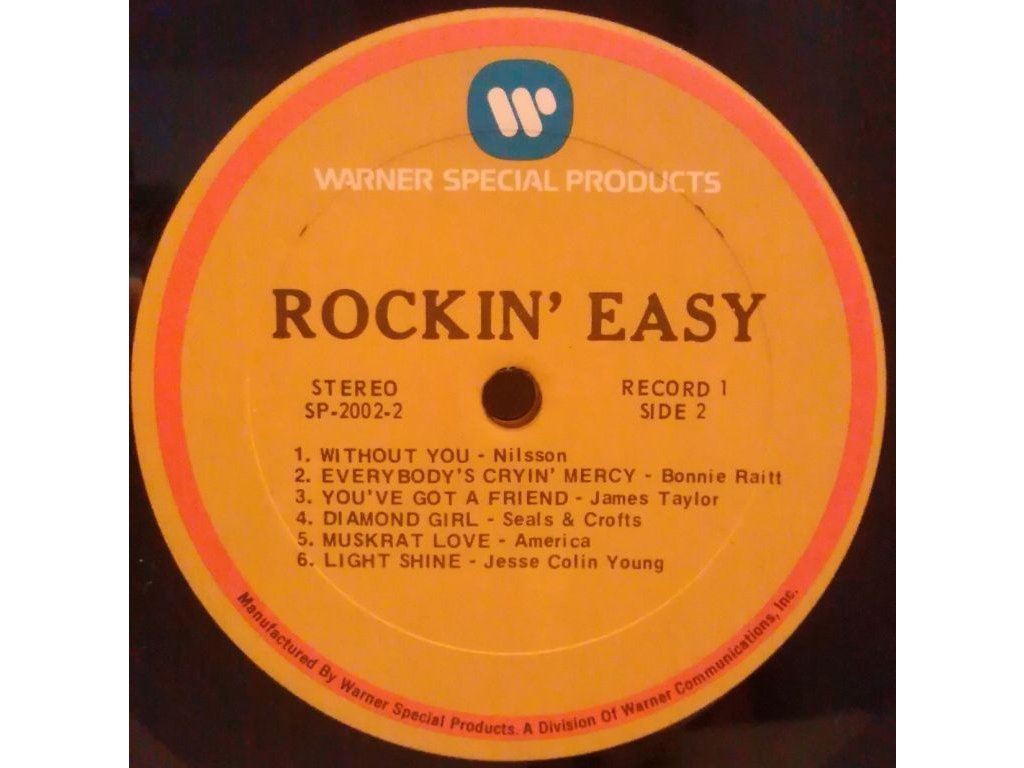 W
WARNER SPECIAL PRODUCTS
ROCKIN' EASY
STEREO
SP-2002-2
RECORD 1
SIDE 2
1. WITHOUT YOU - Nilsson
2. EVERYBODY'S CRYIN' MERCY - Bonnie Raitt
3. YOU'VE GOT A FRIEND - James Taylor
4. DIAMOND GIRL - Seals & Crofts
5. MUSKRAT LOVE - America
6. LIGHT SHINE - Jesse Colin Young
Manufactured By Warner Special Products. A Division Of Warner Communications, Inc.